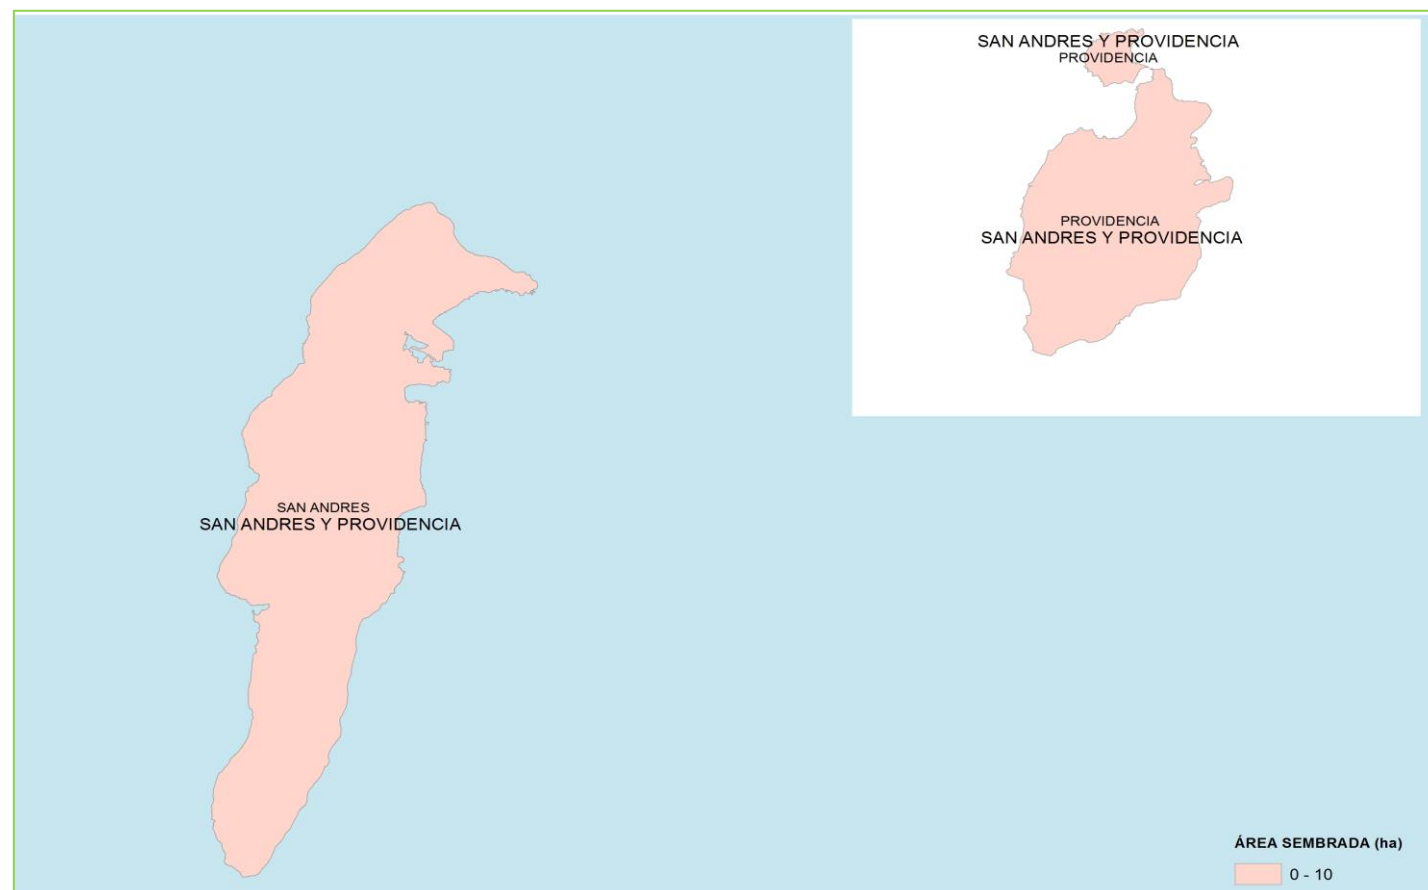 SAN ANDRES Y PROVIDENCIA
PROVIDENCIA
PROVIDENCIA
SAN ANDRES Y PROVIDENCIA
SAN ANDRES
SAN ANDRES Y PROVIDENCIA
ÁREA SEMBRADA (ha)
0 - 10